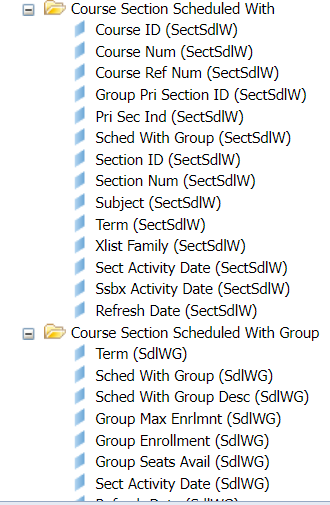 Course Section Scheduled With
Course ID (SectSdlW)
Course Num (SectSdlW)
Course Ref Num (SectSdlW)
Group Pri Section ID (SectSdlW)
Pri Sec Ind (SectSdlW)
Sched With Group (SectSdlW)
Section ID (SectSdlW)
Section Num (SectSdlW)
Subject (SectSdlW)
Term (SectSdlW)
Xlist Family (SectSdlW)
Sect Activity Date (SectSdlW)
Ssbx Activity Date (SectSdlW)
Refresh Date (SectSdlW)
Course Section Scheduled With Group
Term (SdlWG)
Sched With Group (SdlWG)
Sched With Group Desc (SdlWG)
Group Max Enrlmnt (SdlWG)
Group Enrollment (SdlWG)
Group Seats Avail (SdlWG)
Sect Activity Date (SdlWG)
Refresh Date (SdlWG)